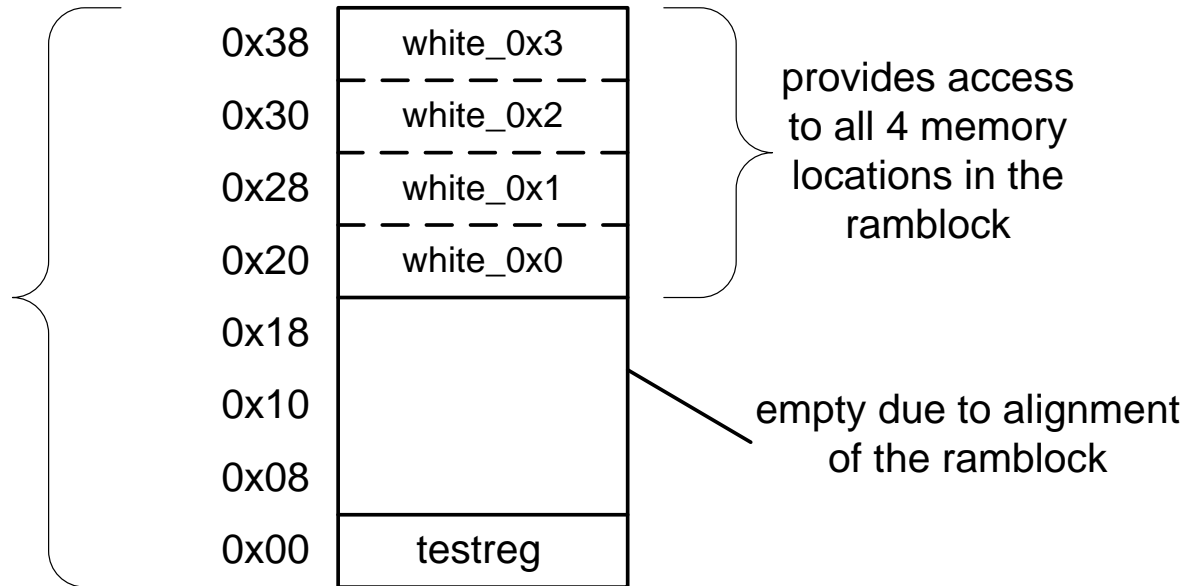 0x38 white_0x3
0x30 white_0x2
0x28 white_0x1
0x20 white_0x0
0x18
0x10
0x08
0x00 testreg
provides access
to all 4 memory
locations in the
ramblock
empty due to alignment
of the ramblock